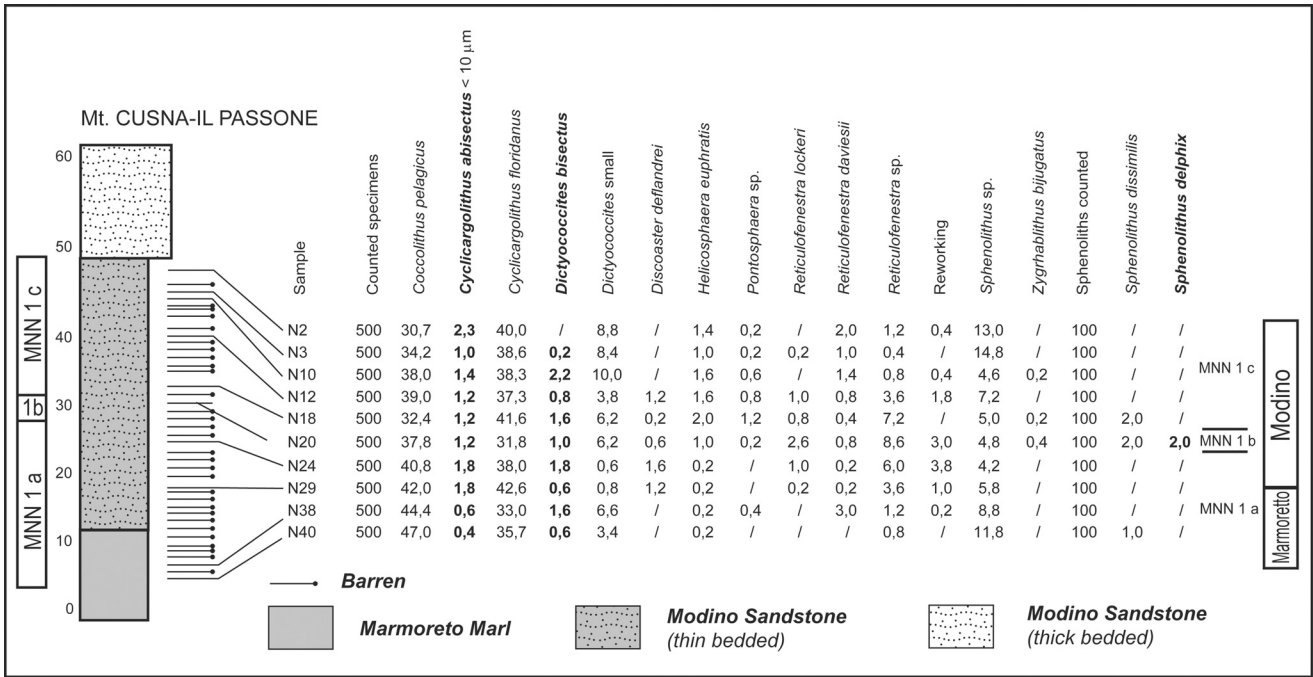 Mt. CUSNA-IL PASSONE
60
50
40
30
20
10
0
MNN 1 c
1b
MNN 1 a
Sample
Counted specimens
Coccolithus pelagicus
Cyclicargolithus abisectus < 10 µm
Cyclicargolithus floridanus
Dictyococcites bisectus
Dictyococcites small
Discoaster deflandrei
Helicosphaera euphratis
Pontosphaera sp.
Reticulofenestra lockeri
Reticulofenestra daviesii
Reticulofenestra sp.
Reworking
Sphenolithus sp.
Zygrhablithus bijugatus
Sphenoliths counted
Sphenolithus dissimilis
Sphenolithus delphix
N2 500 30,7 2,3 40,0 / 8,8 / 1,4 0,2 / 2,0 1,2 0,4 13,0 / 100 / /
N3 500 34,2 1,0 38,6 0,2 8,4 / 1,0 0,2 0,2 1,0 0,4 / 14,8 / 100 / /
N10 500 38,0 1,4 38,3 2,2 10,0 / 1,6 0,6 / 1,4 0,8 0,4 4,6 0,2 100 / /
N12 500 39,0 1,2 37,3 0,8 3,8 1,2 1,6 0,8 1,0 0,8 3,6 1,8 7,2 / 100 / /
N18 500 32,4 1,2 41,6 1,6 6,2 0,2 2,0 1,2 0,8 0,4 7,2 / 5,0 0,2 100 2,0 /
N20 500 37,8 1,2 31,8 1,0 6,2 0,6 1,0 0,2 2,6 0,8 8,6 3,0 4,8 0,4 100 2,0 2,0
N24 500 40,8 1,8 38,0 1,8 0,6 1,6 0,2 / 1,0 0,2 6,0 3,8 4,2 / 100 / /
N29 500 42,0 1,8 42,6 0,6 0,8 1,2 0,2 / 0,2 0,2 3,6 1,0 5,8 / 100 / /
N38 500 44,4 0,6 33,0 1,6 6,6 / 0,2 0,4 / 3,0 1,2 0,2 8,8 / 100 / /
N40 500 47,0 0,4 35,7 0,6 3,4 / 0,2 / / / 0,8 / 11,8 / 100 1,0 /
MNN 1 c
MNN 1 b
MNN 1 a
Modino
Marmoretto
Barren
Marmoreto Marl
Modino Sandstone
(thin bedded)
Modino Sandstone
(thick bedded)